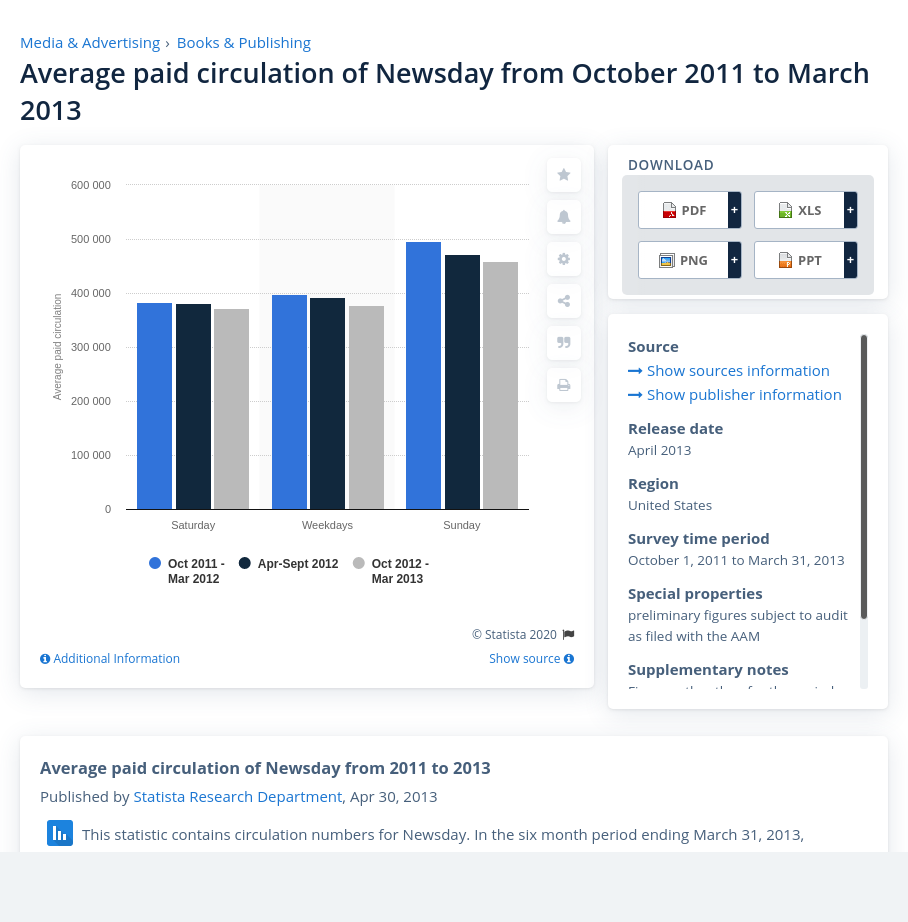 Media & Advertising › Books & Publishing
Average paid circulation of Newsday from October 2011 to March
2013
600 000
500 000
400 000
300 000
200 000
100 000
0
Average paid circulation
Saturday Weekdays Sunday
Oct 2011 - Apr-Sept 2012 Oct 2012 -
Mar 2012 Mar 2013
© Statista 2020
Additional Information Show source
DOWNLOAD
PDF + XLS +
PNG + PPT +
Source
Show sources information
Show publisher information
Release date
April 2013
Region
United States
Survey time period
October 1, 2011 to March 31, 2013
Special properties
preliminary figures subject to audit
as filed with the AAM
Supplementary notes
Average paid circulation of Newsday from 2011 to 2013
Published by Statista Research Department, Apr 30, 2013
This statistic contains circulation numbers for Newsday. In the six month period ending March 31, 2013,